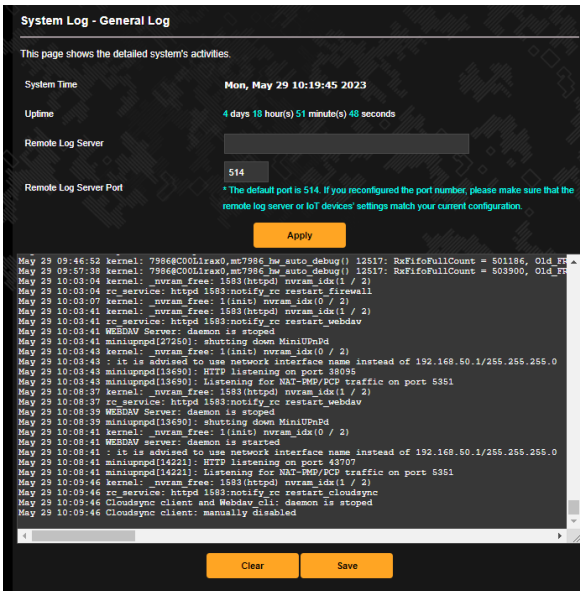 System Log - General Log
This page shows the detailed system's activities.
System Time
Mon, May 29 10:19:45 2023
Uptime
4 days 18 hour(s) 51 minute(s) 48 seconds
Remote Log Server
514
Remote Log Server Port
* The default port is 514. If you reconfigured the port number, please make sure that the
remote log server or IoT devices' settings match your current configuration.
Apply
May 29 09:46:52 kernel: 7986@C00L1rax0,mt7986_hw_auto_debug() 12517: RxFifoFullCount = 501186, Old_FR
May 29 09:57:38 kernel: 7986@C00L1rax0,mt7986_hw_auto_debug() 12517: RxFifoFullCount = 503900, Old_FR
May 29 10:03:04 kernel: _nvram_free: 1583(httpd) nvram_idx(1 / 2)
May 29 10:03:04 rc_service: httpd 1583:notify_rc restart_firewall
May 29 10:03:07 kernel: _nvram_free: 1(init) nvram_idx(0 / 2)
May 29 10:03:41 kernel: _nvram_free: 1583(httpd) nvram_idx(1 / 2)
May 29 10:03:41 rc_service: httpd 1583:notify_rc restart_webdav
May 29 10:03:41 WEBDAV Server: daemon is stoped
May 29 10:03:41 miniupnpd[27250]: shutting down MiniUPnPd
May 29 10:03:43 kernel: _nvram_free: 1(init) nvram_idx(0 / 2)
May 29 10:03:43 : it is advised to use network interface name instead of 192.168.50.1/255.255.255.0
May 29 10:03:43 miniupnpd[13690]: HTTP listening on port 38095
May 29 10:03:43 miniupnpd[13690]: Listening for NAT-PMP/PCP traffic on port 5351
May 29 10:08:37 kernel: _nvram_free: 1583(httpd) nvram_idx(1 / 2)
May 29 10:08:37 rc_service: httpd 1583:notify_rc restart_webdav
May 29 10:08:39 WEBDAV Server: daemon is stoped
May 29 10:08:39 miniupnpd[13690]: shutting down MiniUPnPd
May 29 10:08:41 kernel: _nvram_free: 1(init) nvram_idx(0 / 2)
May 29 10:08:41 WEBDAV server: daemon is started
May 29 10:08:41 : it is advised to use network interface name instead of 192.168.50.1/255.255.255.0
May 29 10:08:41 miniupnpd[14221]: HTTP listening on port 43707
May 29 10:08:41 miniupnpd[14221]: Listening for NAT-PMP/PCP traffic on port 5351
May 29 10:09:46 kernel: _nvram_free: 1583(httpd) nvram_idx(1 / 2)
May 29 10:09:46 rc_service: httpd 1583:notify_rc restart_cloudsync
May 29 10:09:46 Cloudsync client and Webdav_cli: daemon is stoped
May 29 10:09:46 Cloudsync client: manually disabled
Clear
Save